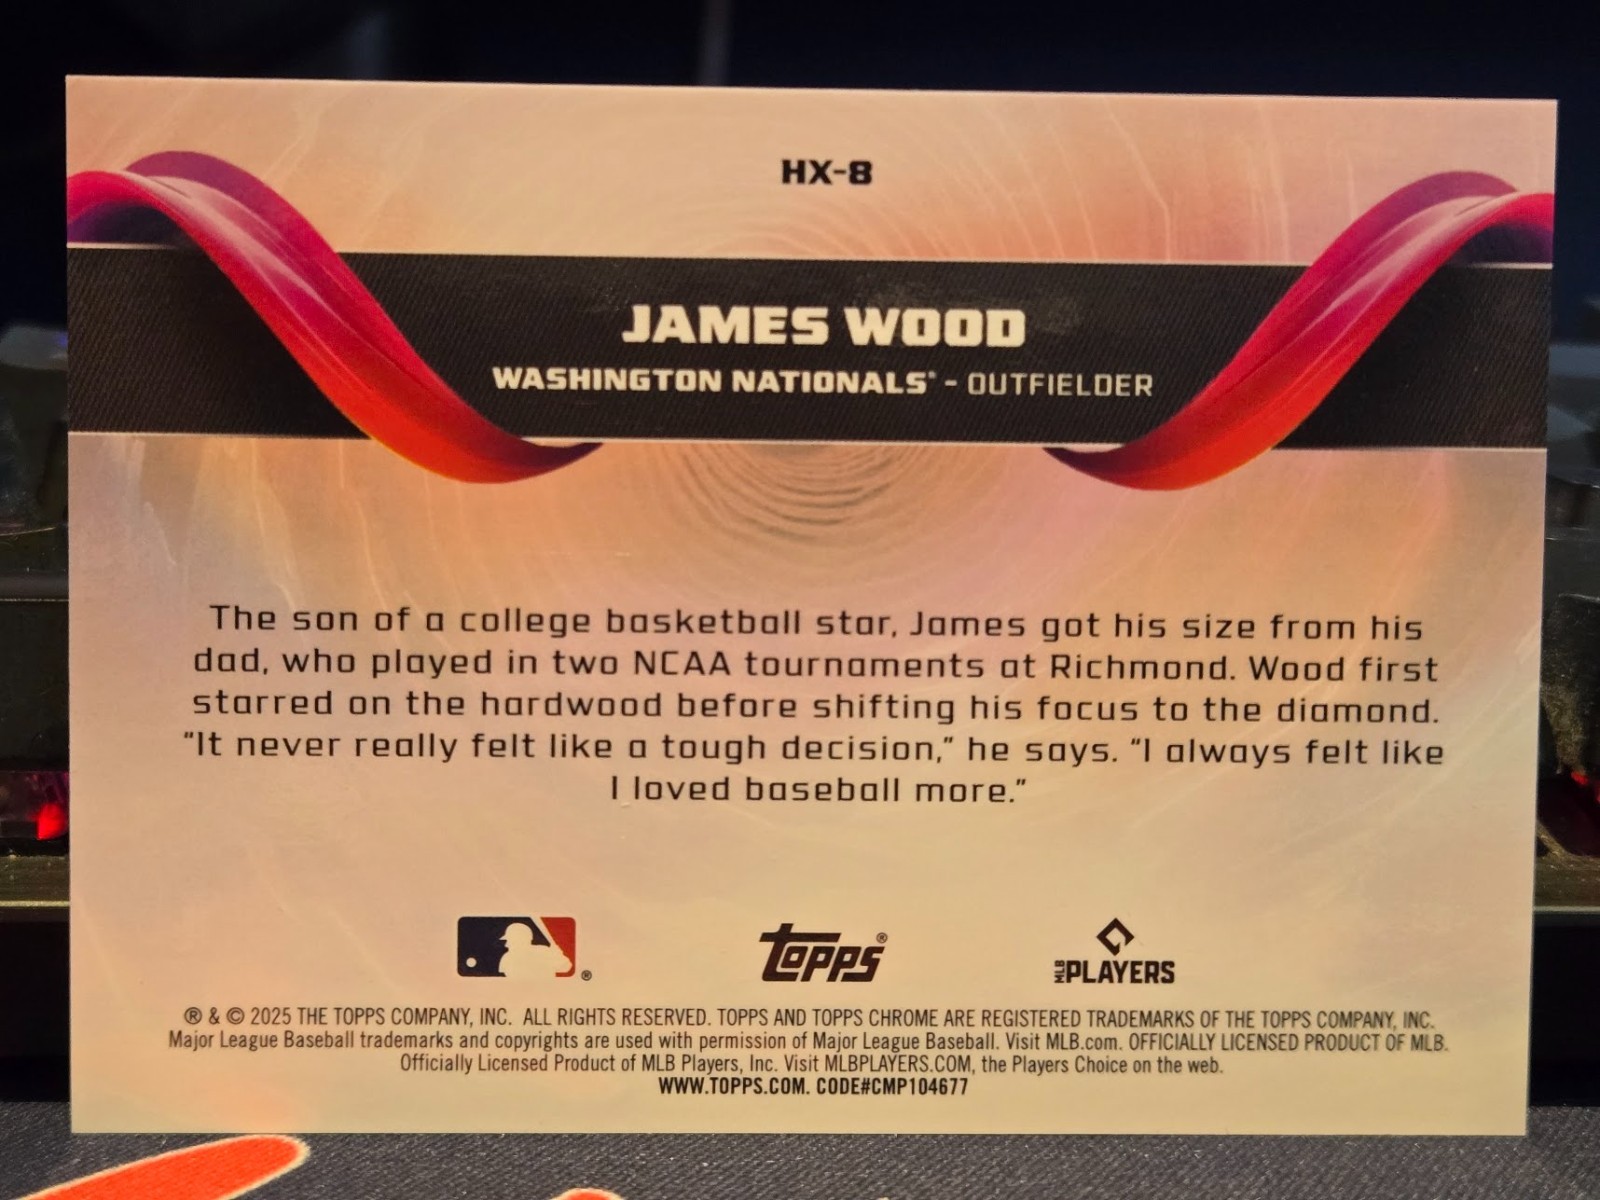 HX-8
JAMES WOOD
WASHINGTON NATIONALS® - OUTFIELDER
The son of a college basketball star, James got his size from his
dad, who played in two NCAA tournaments at Richmond. Wood first
starred on the hardwood before shifting his focus to the diamond.
"It never really felt like a tough decision," he says. "I always felt like
I loved baseball more."
®
Topps®
MLB PLAYERS
® & © 2025 THE TOPPS COMPANY, INC. ALL RIGHTS RESERVED. TOPPS AND TOPPS CHROME ARE REGISTERED TRADEMARKS OF THE TOPPS COMPANY, INC.
Major League Baseball trademarks and copyrights are used with permission of Major League Baseball. Visit MLB.com. OFFICIALLY LICENSED PRODUCT OF MLB.
Officially Licensed Product of MLB Players, Inc. Visit MLBPLAYERS.COM, the Players Choice on the web.
WWW.TOPPS.COM. CODE#CMP104677